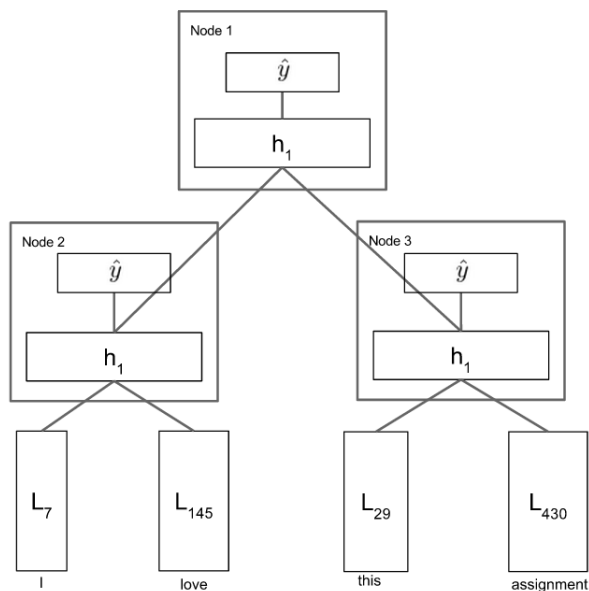 Node 1
ŷ
h₁
Node 2
ŷ
h₁
Node 3
ŷ
h₁
L₇
L₁₄₅
L₂₉
L₄₃₀
I
love
this
assignment